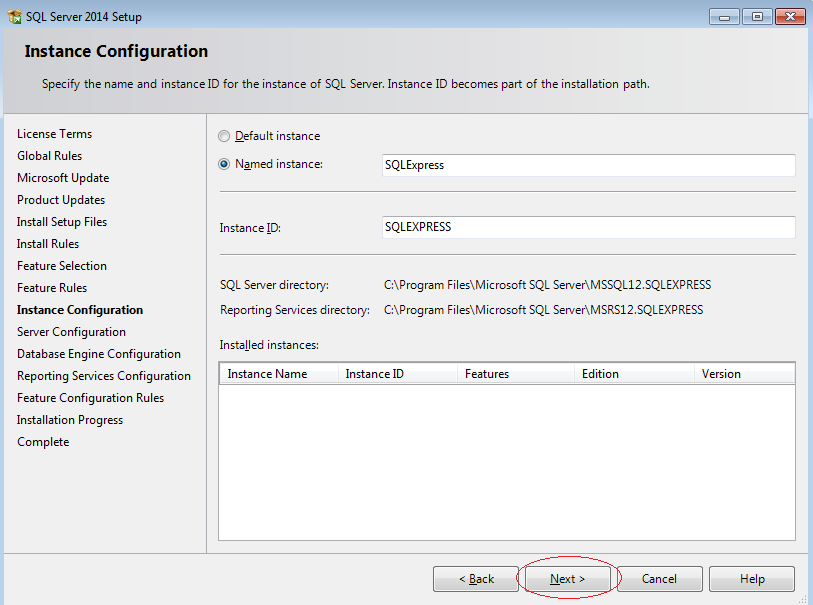 SQL Server 2014 Setup
Instance Configuration
Specify the name and instance ID for the instance of SQL Server. Instance ID becomes part of the installation path.
License Terms
Global Rules
Microsoft Update
Product Updates
Install Setup Files
Install Rules
Feature Selection
Feature Rules
Instance Configuration
Server Configuration
Database Engine Configuration
Reporting Services Configuration
Feature Configuration Rules
Installation Progress
Complete
Default instance
Named instance: SQLExpress
Instance ID: SQLEXPRESS
SQL Server directory: C:\Program Files\Microsoft SQL Server\MSSQL12.SQLEXPRESS
Reporting Services directory: C:\Program Files\Microsoft SQL Server\MSRS12.SQLEXPRESS
Installed instances:
Instance Name Instance ID Features Edition Version
< Back Next > Cancel Help